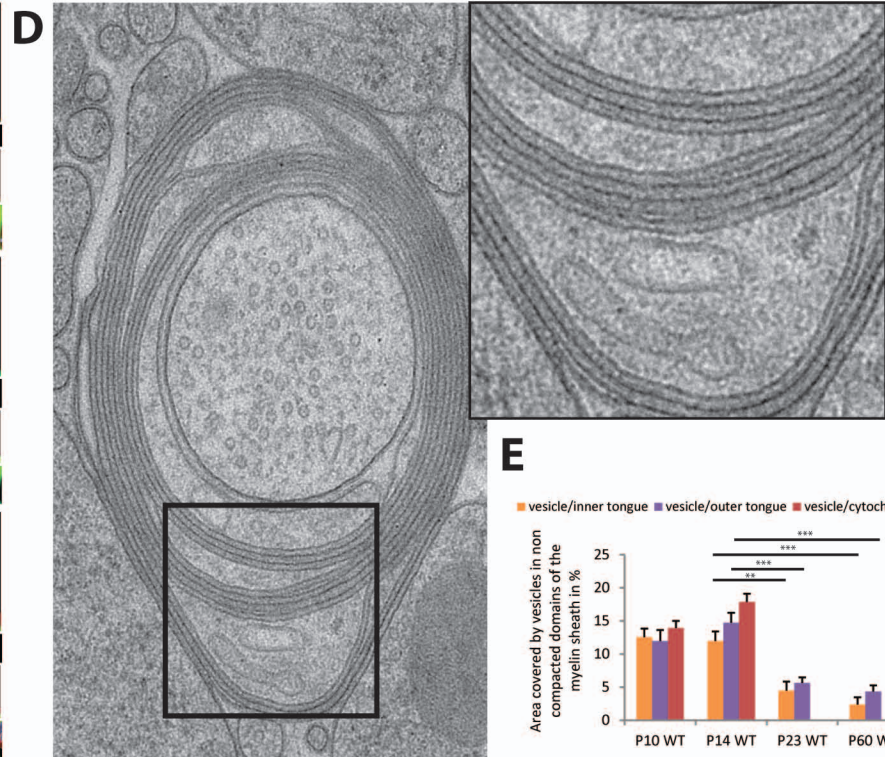 D
E
vesicle/inner tongue vesicle/outer tongue
Area covered by vesicles in non
compacted domains of the
myelin sheath in %
***
***
***
**
25
20
15
10
5
0
P10 WT P14 WT P23 WT P60